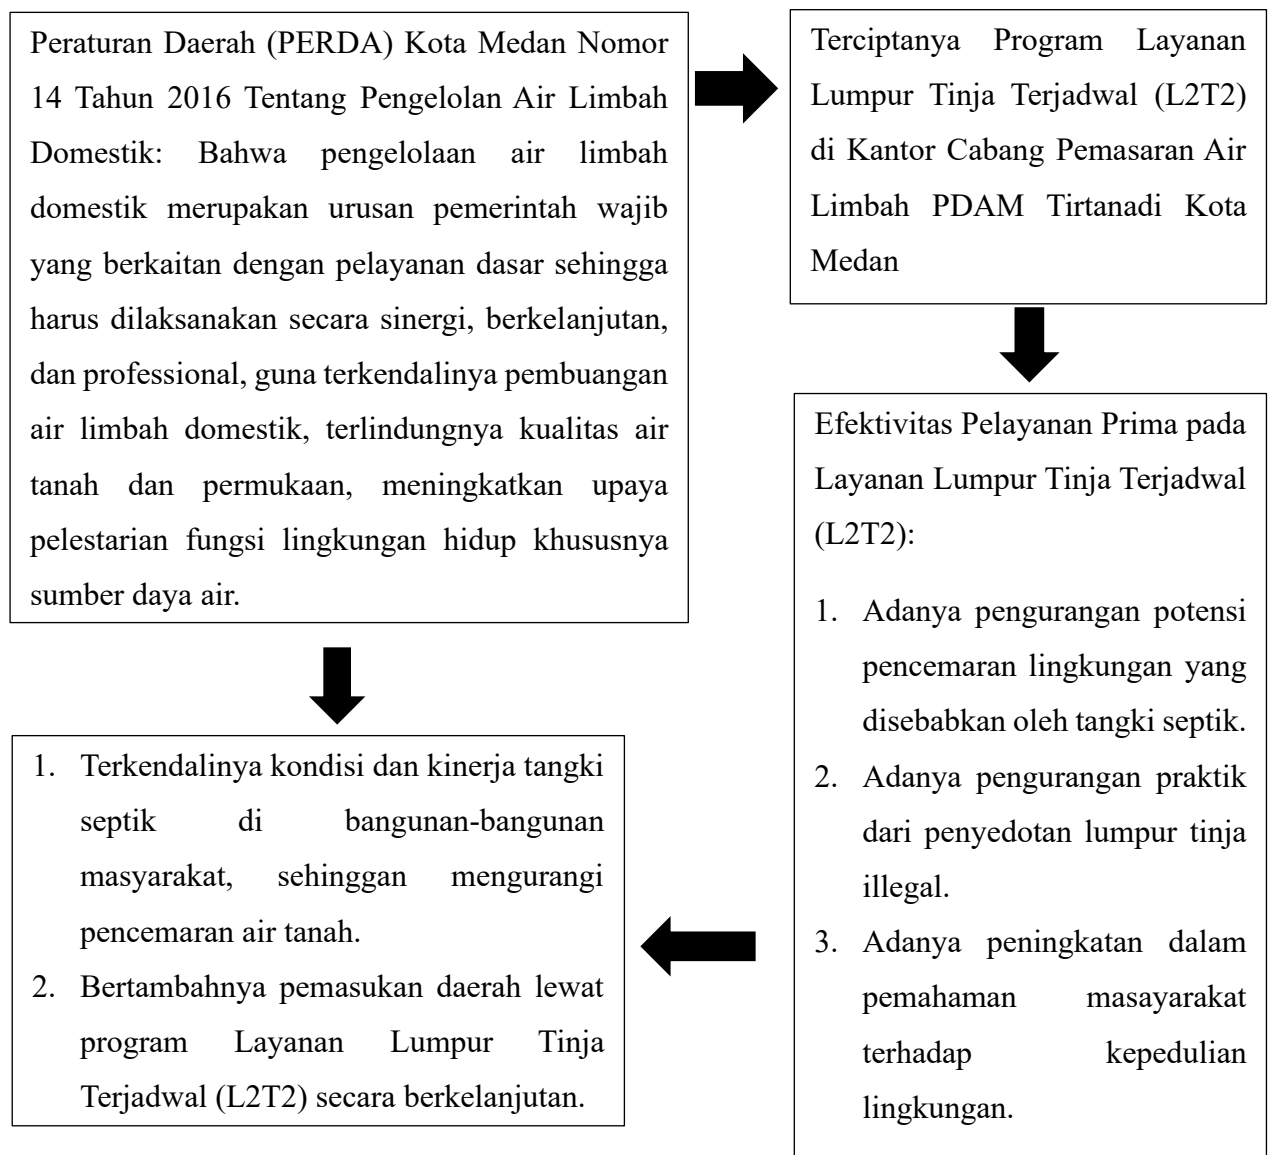 Peraturan Daerah (PERDA) Kota Medan Nomor
14 Tahun 2016 Tentang Pengelolan Air Limbah
Domestik: Bahwa pengelolaan air limbah
domestik merupakan urusan pemerintah wajib
yang berkaitan dengan pelayanan dasar sehingga
harus dilaksanakan secara sinergi, berkelanjutan,
dan professional, guna terkendalinya pembuangan
air limbah domestik, terlindungnya kualitas air
tanah dan permukaan, meningkatkan upaya
pelestarian fungsi lingkungan hidup khususnya
sumber daya air.
Terciptanya Program Layanan
Lumpur Tinja Terjadwal (L2T2)
di Kantor Cabang Pemasaran Air
Limbah PDAM Tirtanadi Kota
Medan
Efektivitas Pelayanan Prima pada
Layanan Lumpur Tinja Terjadwal
(L2T2):
1. Adanya pengurangan potensi
pencemaran lingkungan yang
disebabkan oleh tangki septik.
2. Adanya pengurangan praktik
dari penyedotan lumpur tinja
illegal.
3. Adanya peningkatan dalam
pemahaman masayarakat
terhadap kepedulian
lingkungan.
1. Terkendalinya kondisi dan kinerja tangki
septik di bangunan-bangunan
masyarakat, sehinggan mengurangi
pencemaran air tanah.
2. Bertambahnya pemasukan daerah lewat
program Layanan Lumpur Tinja
Terjadwal (L2T2) secara berkelanjutan.